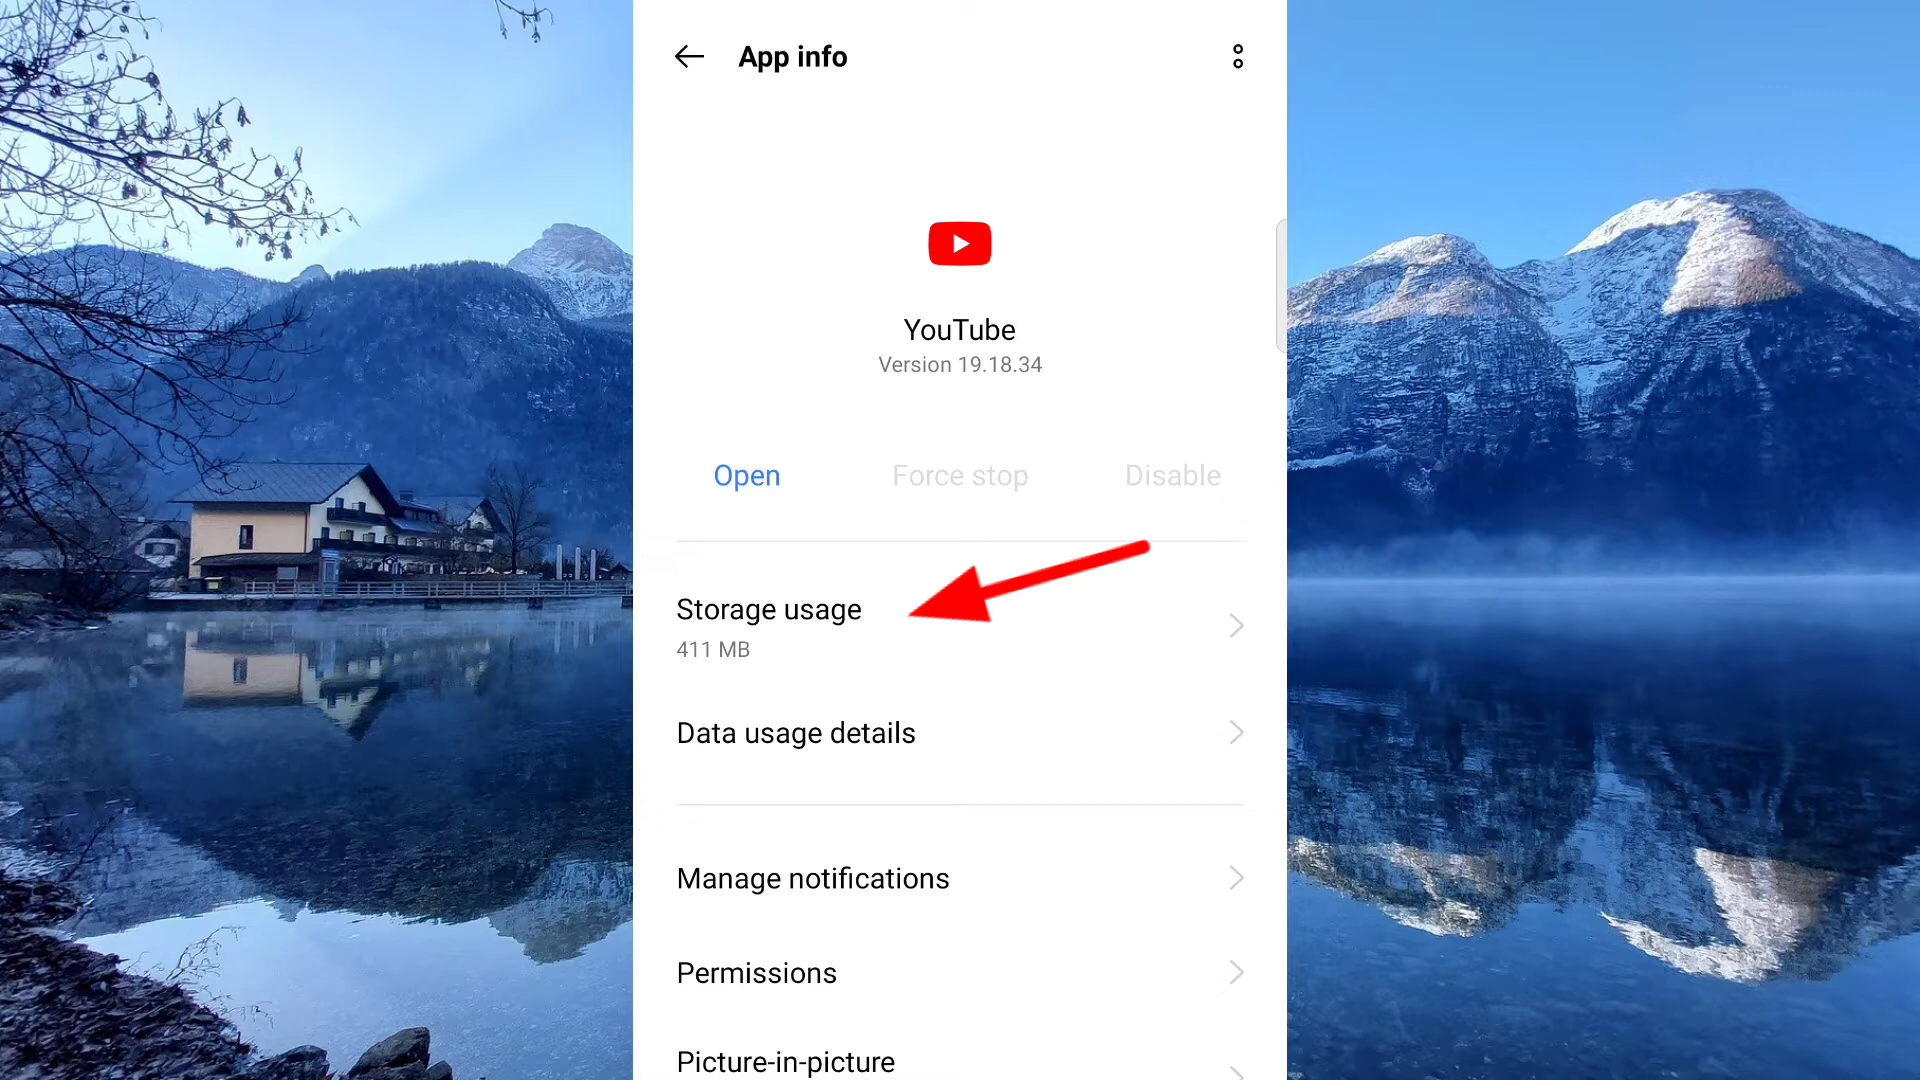 App info
YouTube
Version 19.18.34
Open
Force stop
Disable
Storage usage
411 MB
Data usage details
Manage notifications
Permissions
Picture-in-picture